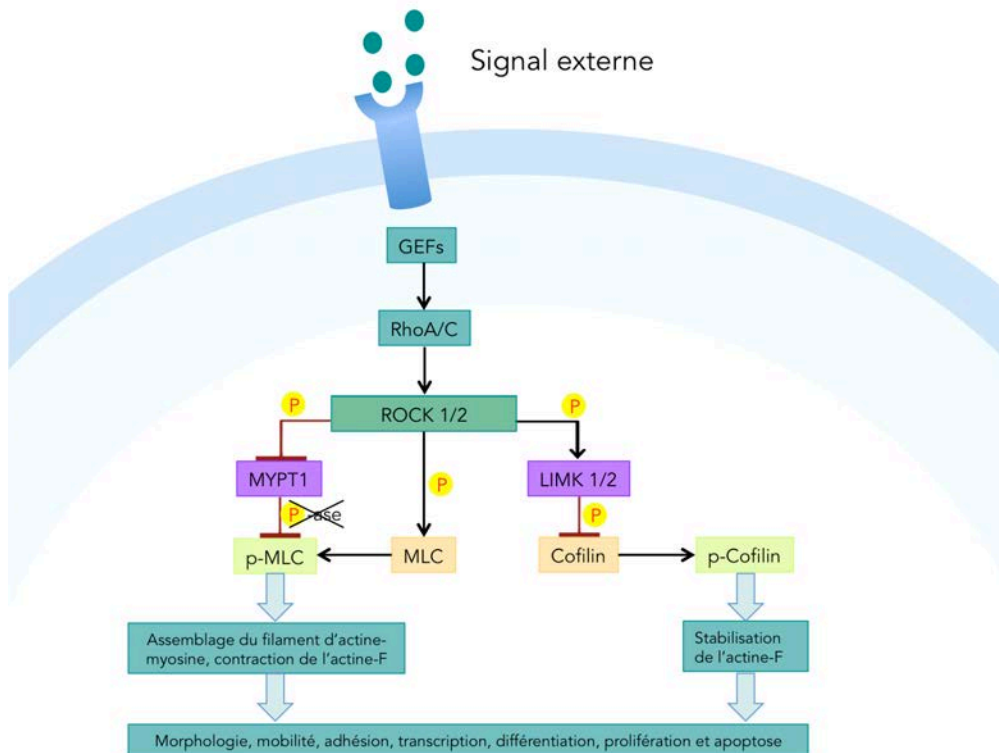 Signal externe
GEFs
RhoA/C
P
ROCK 1/2
P
MYPT1
P
LIMK 1/2
P -ase
P
p-MLC
MLC
Cofilin
p-Cofilin
Assemblage du filament d'actine-
myosine, contraction de l'actine-F
Stabilisation
de l'actine-F
Morphologie, mobilité, adhésion, transcription, différentiation, prolifération et apoptose